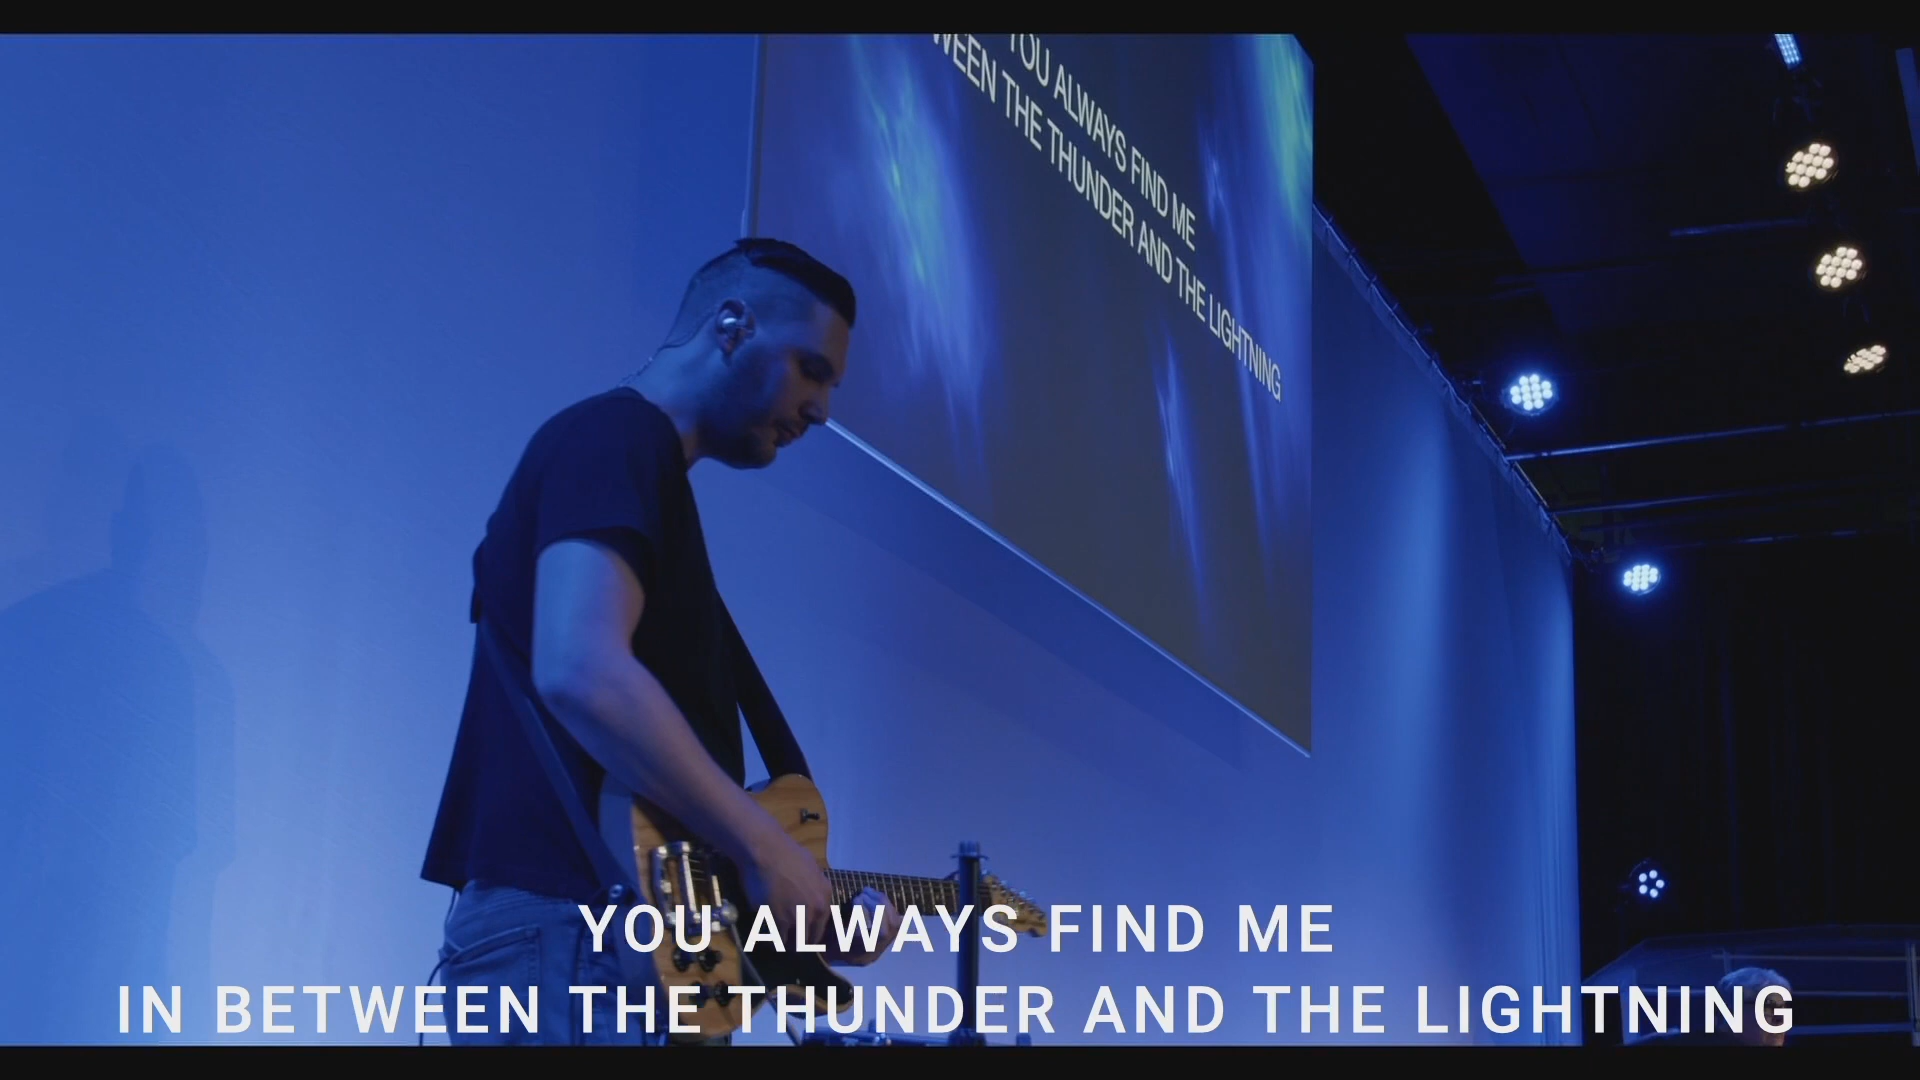 YOU ALWAYS FIND ME
WEEN THE THUNDER AND THE LIGHTNING
YOU ALWAYS FIND ME
IN BETWEEN THE THUNDER AND THE LIGHTNING